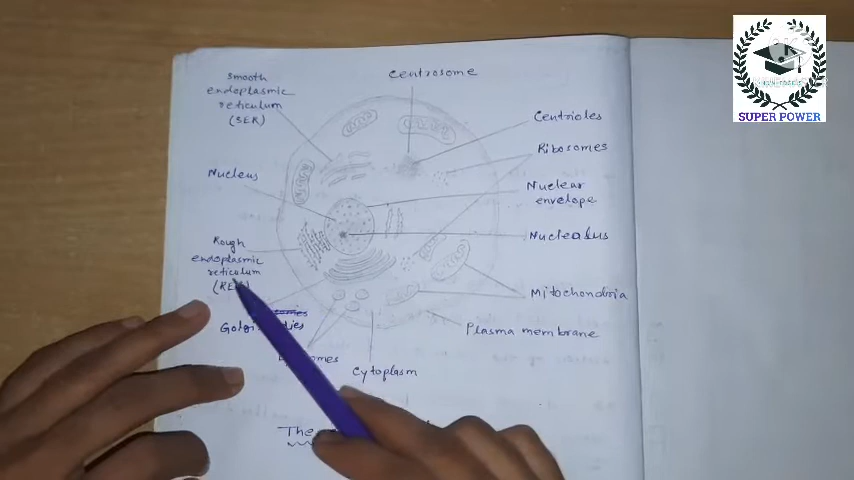 SUPER POWER
smooth
endoplasmic
reticulum
(SER)
Centrosome
Centrioles
Ribosomes
Nucleus
Nuclear
envelope
Nucleolus
Rough
endoplasmic
reticulum
Mitochondria
Plasma membrane
Cytoplasm
The